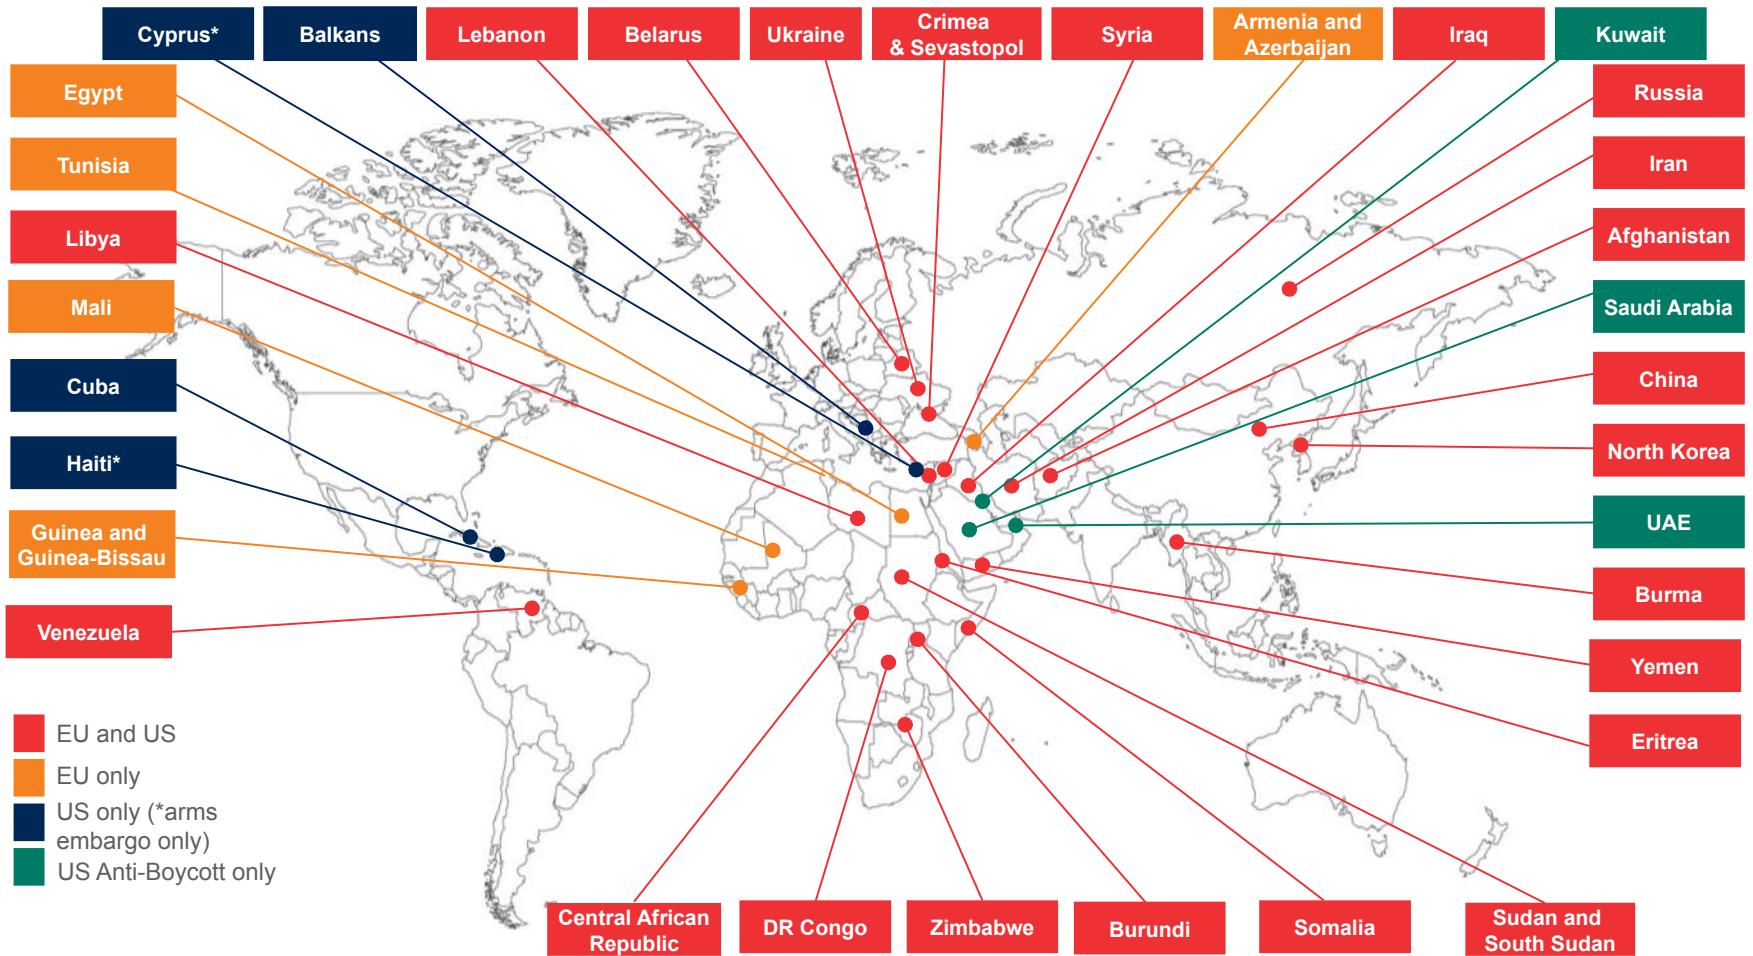 Cyprus*
Balkans
Lebanon
Belarus
Ukraine
Crimea
& Sevastopol
Syria
Armenia and
Azerbaijan
Iraq
Kuwait
Egypt
Tunisia
Libya
Mali
Cuba
Haiti*
Guinea and
Guinea-Bissau
Venezuela
Russia
Iran
Afghanistan
Saudi Arabia
China
North Korea
UAE
Burma
Yemen
Eritrea
EU and US
EU only
US only (*arms
embargo only)
US Anti-Boycott only
Central African
Republic
DR Congo
Zimbabwe
Burundi
Somalia
Sudan and
South Sudan